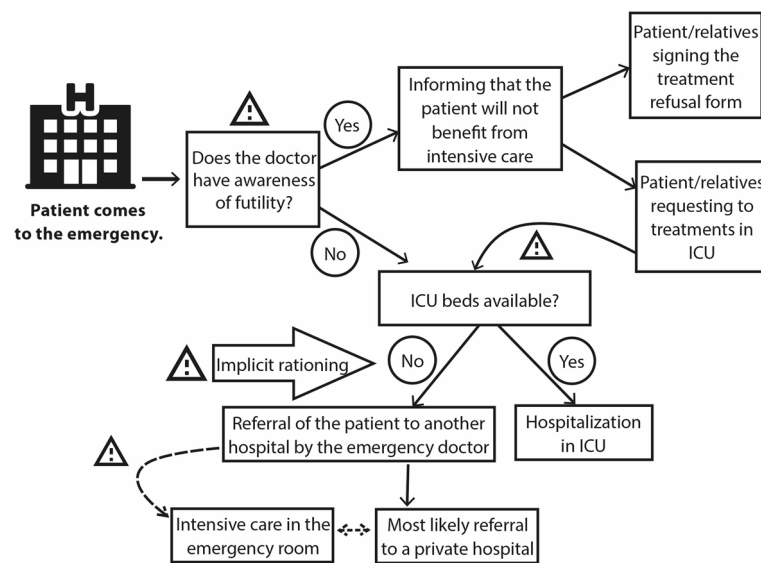 H
Patient comes
to the emergency.
Does the doctor
have awareness
of futility?
Yes
No
Informing that the
patient will not
benefit from
intensive care
Patient/relatives
signing the
treatment
refusal form
Patient/relatives
requesting to
treatments in
ICU
ICU beds available?
Implicit rationing
No
Yes
Referral of the patient to another
hospital by the emergency doctor
Hospitalization
in ICU
Intensive care in the
emergency room
Most likely referral
to a private hospital